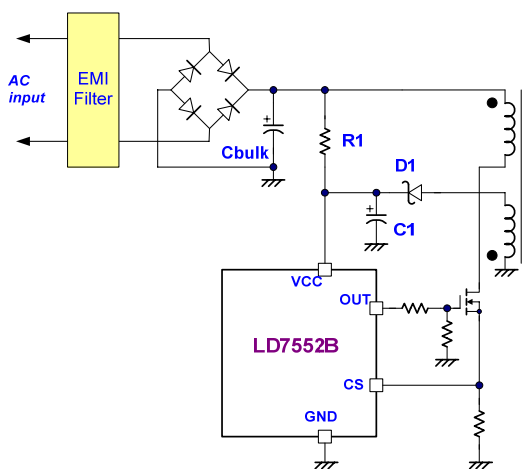 AC
input
EMI
Filter
Cbulk
R1
D1
C1
VCC
OUT
LD7552B
CS
GND